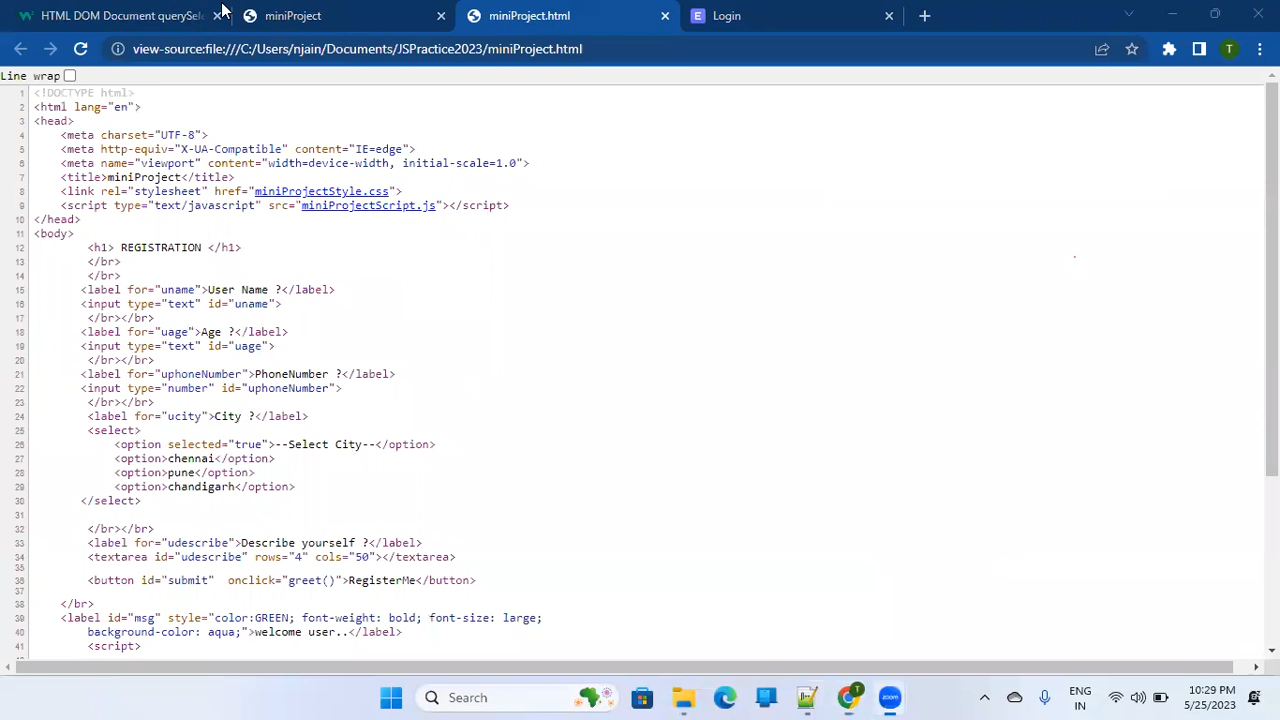 HTML DOM Document querySele
miniProject
miniProject.html
E Login
view-source:file:///C:/Users/njain/Documents/JSPractice2023/miniProject.html
T
Line wrap
1 <!DOCTYPE html>
2 <html lang="en">
3 <head>
4 <meta charset="UTF-8">
5 <meta http-equiv="X-UA-Compatible" content="IE=edge">
6 <meta name="viewport" content="width=device-width, initial-scale=1.0">
7 <title>miniProject</title>
8 <link rel="stylesheet" href="miniProjectStyle.css">
9 <script type="text/javascript" src="miniProjectScript.js"></script>
10 </head>
11 <body>
12 <h1> REGISTRATION </h1>
13 </br>
14 </br>
15 <label for="uname">User Name ?</label>
16 <input type="text" id="uname">
17 </br></br>
18 <label for="uage">Age ?</label>
19 <input type="text" id="uage">
20 </br></br>
21 <label for="uphoneNumber">PhoneNumber ?</label>
22 <input type="number" id="uphoneNumber">
23 </br></br>
24 <label for="ucity">City ?</label>
25 <select>
26 <option selected="true">--Select City--</option>
27 <option>chennai</option>
28 <option>pune</option>
29 <option>chandigarh</option>
30 </select>
31
32 </br></br>
33 <label for="udescribe">Describe yourself ?</label>
34 <textarea id="udescribe" rows="4" cols="50"></textarea>
35
36 <button id="submit" onclick="greet()">RegisterMe</button>
37
38 </br>
39 <label id="msg" style="color:GREEN; font-weight: bold; font-size: large;
40 background-color: aqua;">welcome user..</label>
41 <script>
Search
T
zoom
ENG
IN
10:29 PM
5/25/2023